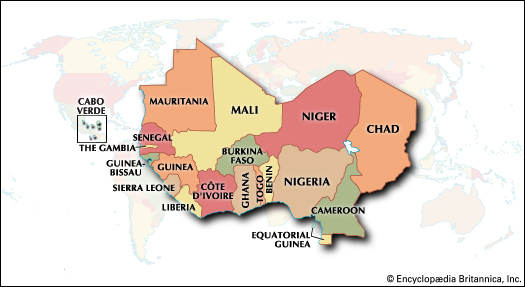 CABO
VERDE
MAURITANIA
MALI
NIGER
CHAD
SENEGAL
THE GAMBIA
GUINEA-
BISSAU
GUINEA
SIERRA LEONE
LIBERIA
CÔTE
D'IVOIRE
BURKINA
FASO
GHANA
TOGO
BENIN
NIGERIA
CAMEROON
EQUATORIAL
GUINEA
© Encyclopædia Britannica, Inc.